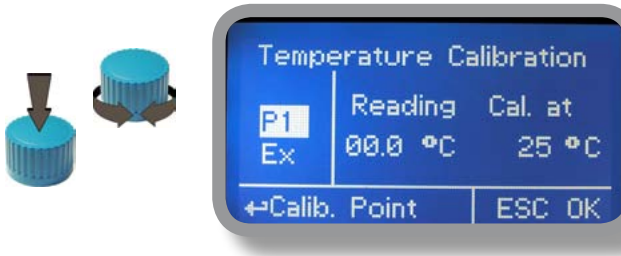 Temperature Calibration
Reading Cal. at
P1
00.0 °C 25 °C
Ex
↩Calib. Point ESC OK